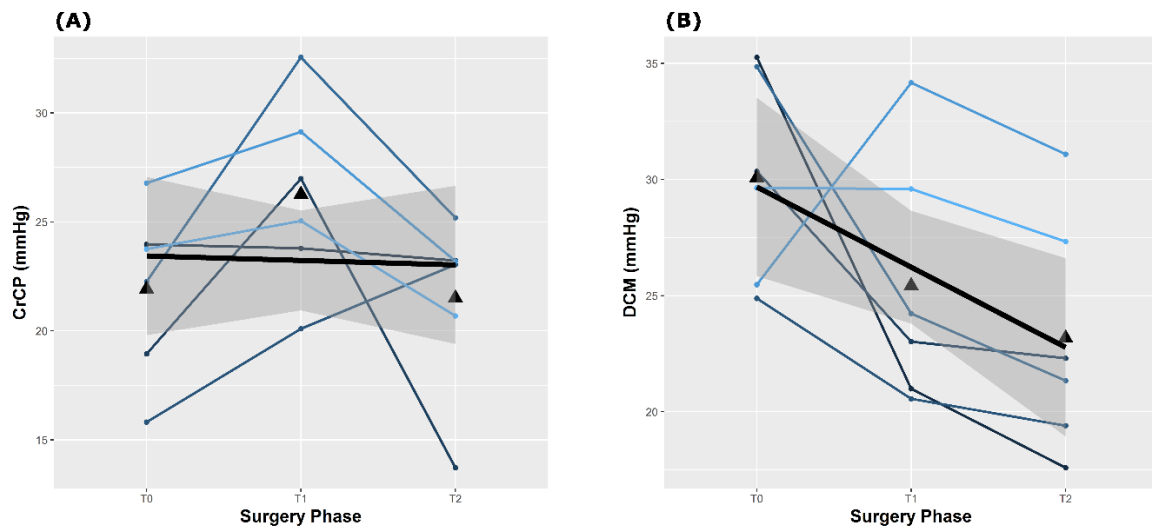 (A)
CrCP (mmHg)
30
25
20
15
T0
T1
T2
Surgery Phase
(B)
DCM (mmHg)
35
30
25
20
T0
T1
T2
Surgery Phase